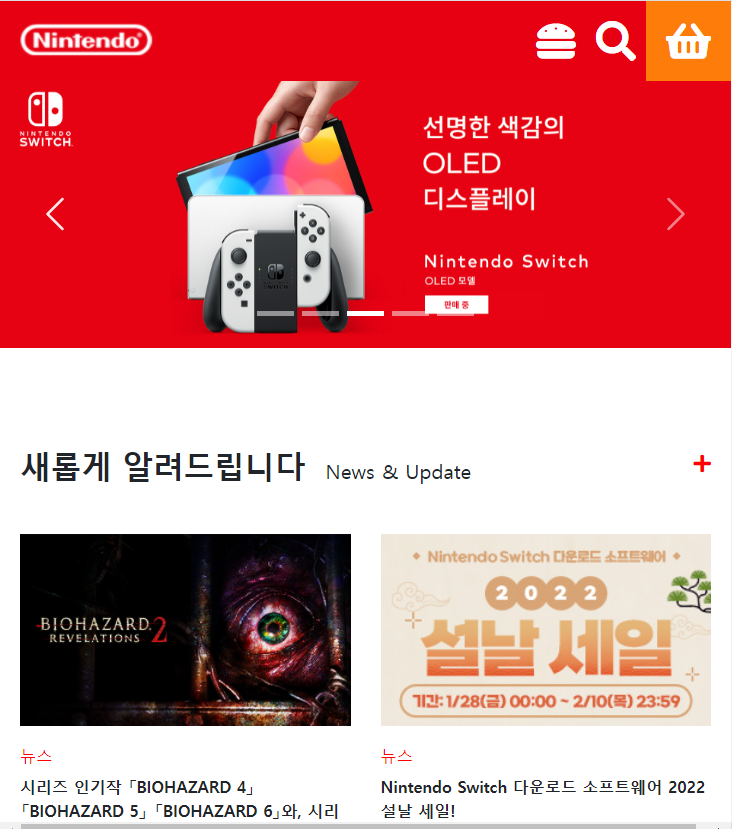 Nintendo
NINTENDO
SWITCH
선명한 색감의
OLED
디스플레이
Nintendo Switch
OLED 모델
판매 중
새롭게 알려드립니다 News & Update
BIOHAZARD 2
REVELATIONS
Nintendo Switch 다운로드 소프트웨어
2022
설날 세일
기간: 1/28(금) 00:00 ~ 2/10(목) 23:59
뉴스
시리즈 인기작 「BIOHAZARD 4」
「BIOHAZARD 5」 「BIOHAZARD 6」와, 시리
뉴스
Nintendo Switch 다운로드 소프트웨어 2022
설날 세일!